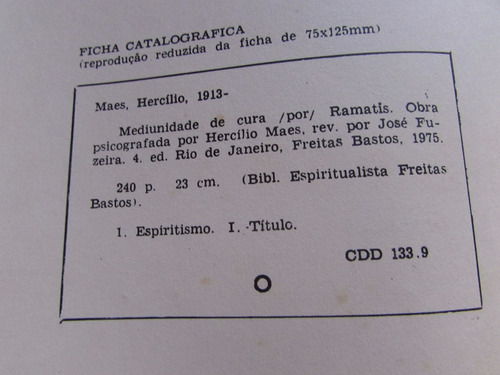 FICHA CATALOGRAFICA
(reprodução reduzida da ficha de 75x125mm)
Maes, Hercílio, 1913-
Mediunidade de cura /por/ Ramatis. Obra
psicografada por Hercílio Maes, rev. por José Fu-
zeira. 4. ed. Rio de Janeiro, Freitas Bastos, 1975.
240 p. 23 cm. (Bibl. Espiritualista Freitas
Bastos).
1. Espiritismo. I. Título.
CDD 133.9